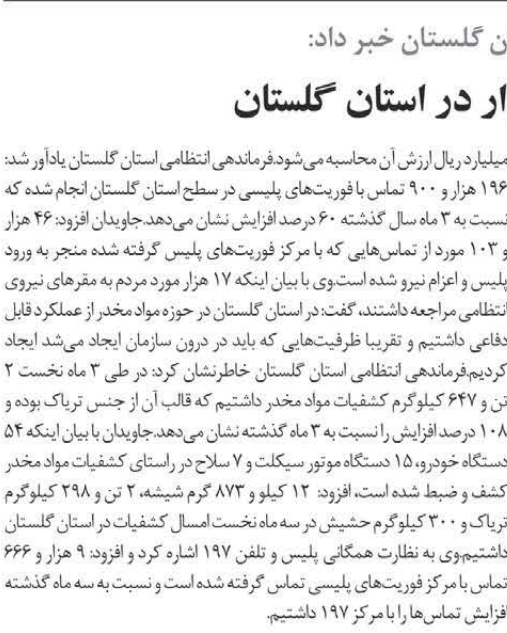 ن گلستان خبر داد:
ار در استان گلستان
میلیارد ریال ارزش آن محاسبه می‌شود.فرماندهی انتظامی استان گلستان یادآور شد:
۱۹۶ هزار و ۹۰۰ تماس با فوریت‌های پلیسی در سطح استان گلستان انجام شده که
نسبت به ۳ ماه سال گذشته ۶۰ درصد افزایش نشان می‌دهد.جاویدان افزود: ۴۶ هزار
و ۱۰۳ مورد از تماس‌هایی که با مرکز فوریت‌های پلیس گرفته شده منجر به ورود
پلیس و اعزام نیرو شده است.وی با بیان اینکه ۱۷ هزار مورد مردم به مقرهای نیروی
انتظامی مراجعه داشتند، گفت: در استان گلستان در حوزه مواد مخدر از عملکرد قابل
دفاعی داشتیم و تقریبا ظرفیت‌هایی که باید در درون سازمان ایجاد می‌شد ایجاد
کردیم.فرماندهی انتظامی استان گلستان خاطرنشان کرد: در طی ۳ ماه نخست ۲
تن و ۶۴۷ کیلوگرم کشفیات مواد مخدر داشتیم که قالب آن از جنس تریاک بوده و
۱۰۸ درصد افزایش را نسبت به ۳ ماه گذشته نشان می‌دهد.جاویدان با بیان اینکه ۵۴
دستگاه خودرو، ۱۵ دستگاه موتور سیکلت و ۷ سلاح در راستای کشفیات مواد مخدر
کشف و ضبط شده است، افزود: ۱۲ کیلو و ۸۷۳ گرم شیشه، ۲ تن و ۲۹۸ کیلوگرم
تریاک و ۳۰۰ کیلوگرم حشیش در سه ماه نخست امسال کشفیات در استان گلستان
داشتیم.وی به نظارت همگانی پلیس و تلفن ۱۹۷ اشاره کرد و افزود: ۹ هزار و ۶۶۶
تماس با مرکز فوریت‌های پلیسی تماس گرفته شده است و نسبت به سه ماه گذشته
افزایش تماس‌ها را با مرکز ۱۹۷ داشتیم.